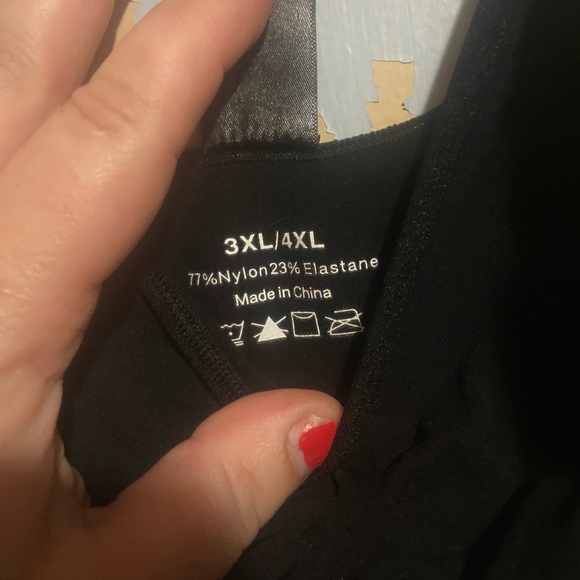 3XL/4XL
77%Nylon23% Elastane
Made in China